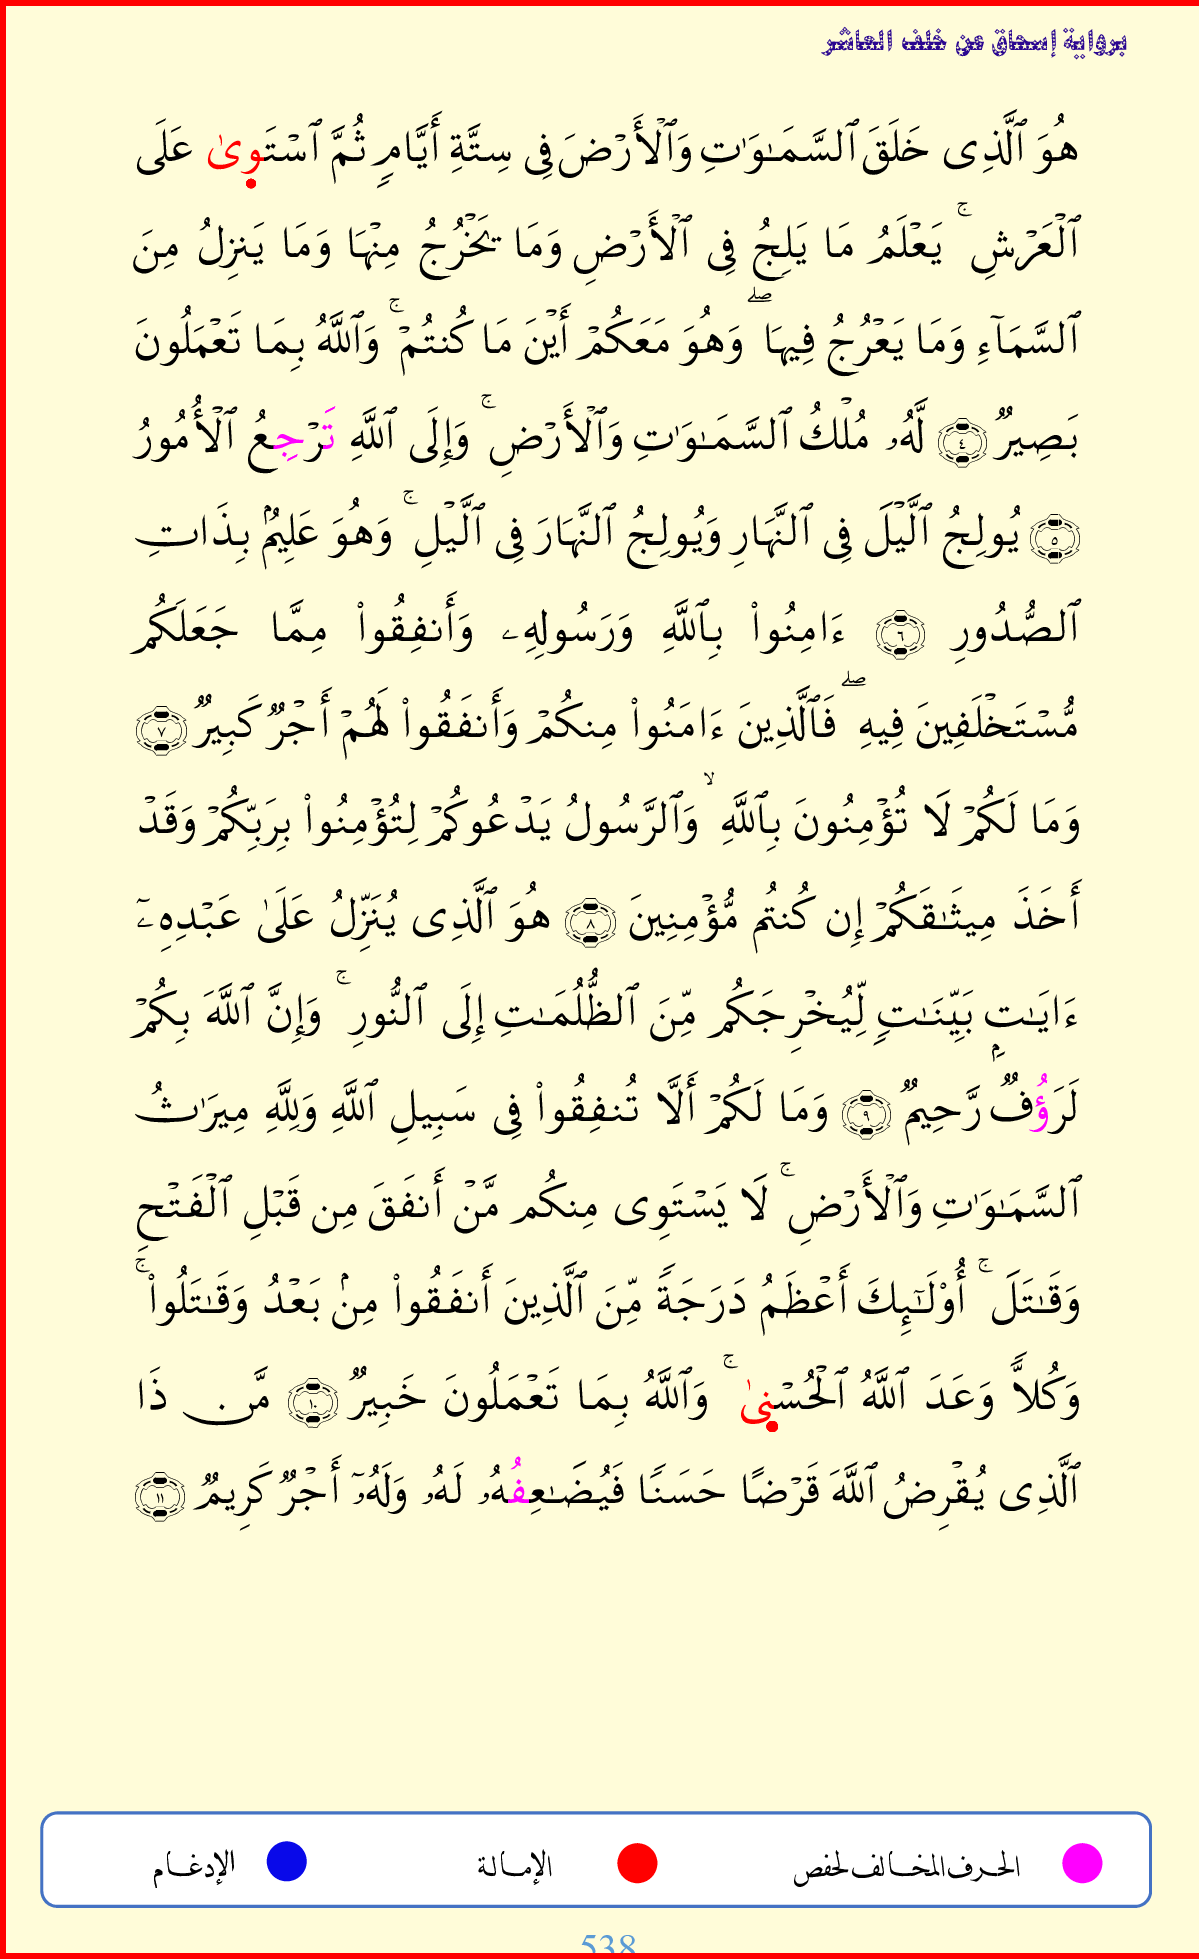 برواية إسحاق عن خلف العاشر
هُوَ ٱلَّذِى خَلَقَ ٱلسَّمَـٰوَٰتِ وَٱلْأَرْضَ فِى سِتَّةِ أَيَّامٍ ثُمَّ ٱسْتَوِىٰ عَلَى
ٱلْعَرْشِ ۚ يَعْلَمُ مَا يَلِجُ فِى ٱلْأَرْضِ وَمَا يَخْرُجُ مِنْهَا وَمَا يَنزِلُ مِنَ
ٱلسَّمَآءِ وَمَا يَعْرُجُ فِيهَا ۖ وَهُوَ مَعَكُمْ أَيْنَ مَا كُنتُمْ ۚ وَٱللَّهُ بِمَا تَعْمَلُونَ
بَصِيرٌ ٤ لَّهُۥ مُلْكُ ٱلسَّمَـٰوَٰتِ وَٱلْأَرْضِ ۚ وَإِلَى ٱللَّهِ تَرْجِعُ ٱلْأُمُورُ
٥ يُولِجُ ٱلَّيْلَ فِى ٱلنَّهَارِ وَيُولِجُ ٱلنَّهَارَ فِى ٱلَّيْلِ ۚ وَهُوَ عَلِيمٌۢ بِذَاتِ
ٱلصُّدُورِ ٦ ءَامِنُوا۟ بِٱللَّهِ وَرَسُولِهِۦ وَأَنفِقُوا۟ مِمَّا جَعَلَكُم
مُّسْتَخْلَفِينَ فِيهِ ۖ فَٱلَّذِينَ ءَامَنُوا۟ مِنكُمْ وَأَنفَقُوا۟ لَهُمْ أَجْرٌ كَبِيرٌ ٧
وَمَا لَكُمْ لَا تُؤْمِنُونَ بِٱللَّهِ ۙ وَٱلرَّسُولُ يَدْعُوكُمْ لِتُؤْمِنُوا۟ بِرَبِّكُمْ وَقَدْ
أَخَذَ مِيثَـٰقَكُمْ إِن كُنتُم مُّؤْمِنِينَ ٨ هُوَ ٱلَّذِى يُنَزِّلُ عَلَىٰ عَبْدِهِۦٓ
ءَايَـٰتٍۭ بَيِّنَـٰتٍ لِّيُخْرِجَكُم مِّنَ ٱلظُّلُمَـٰتِ إِلَى ٱلنُّورِ ۚ وَإِنَّ ٱللَّهَ بِكُمْ
لَرَؤُفٌ رَّحِيمٌ ٩ وَمَا لَكُمْ أَلَّا تُنفِقُوا۟ فِى سَبِيلِ ٱللَّهِ وَلِلَّهِ مِيرَٰثُ
ٱلسَّمَـٰوَٰتِ وَٱلْأَرْضِ ۚ لَا يَسْتَوِى مِنكُم مَّنْ أَنفَقَ مِن قَبْلِ ٱلْفَتْحِ
وَقَـٰتَلَ ۚ أُو۟لَـٰٓئِكَ أَعْظَمُ دَرَجَةً مِّنَ ٱلَّذِينَ أَنفَقُوا۟ مِنۢ بَعْدُ وَقَـٰتَلُوا۟ ۚ
وَكُلًّا وَعَدَ ٱللَّهُ ٱلْحُسْنِىٰ ۚ وَٱللَّهُ بِمَا تَعْمَلُونَ خَبِيرٌ ١٠ مَّن ذَا
ٱلَّذِى يُقْرِضُ ٱللَّهَ قَرْضًا حَسَنًا فَيُضَـٰعِفُهُۥ لَهُۥ وَلَهُۥٓ أَجْرٌ كَرِيمٌ ١١
الحرف المخالف لحفص الإمالة الإدغام
538